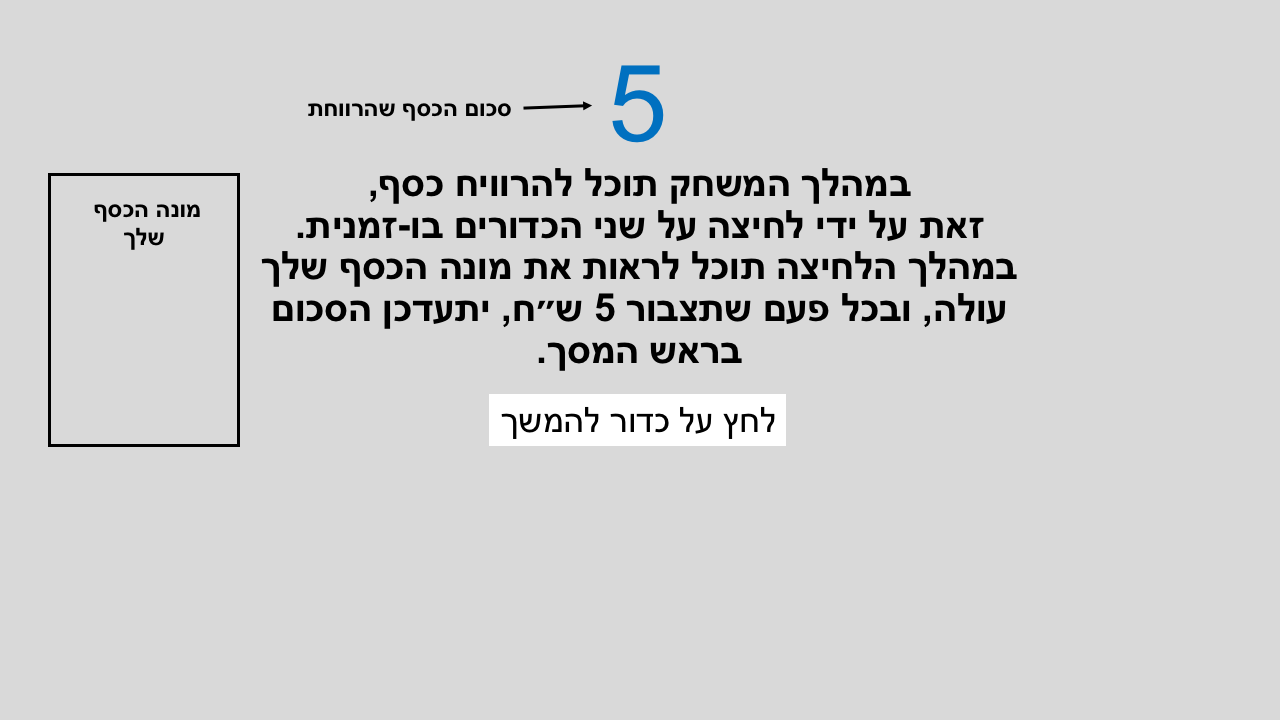 5
סכום הכסף שהרווחת
במהלך המשחק תוכל להרוויח כסף,
זאת על ידי לחיצה על שני הכדורים בו-זמנית.
במהלך הלחיצה תוכל לראות את מונה הכסף שלך
עולה, ובכל פעם שתצבור 5 ש״ח, יתעדכן הסכום
בראש המסך.
מונה הכסף
שלך
לחץ על כדור להמשך